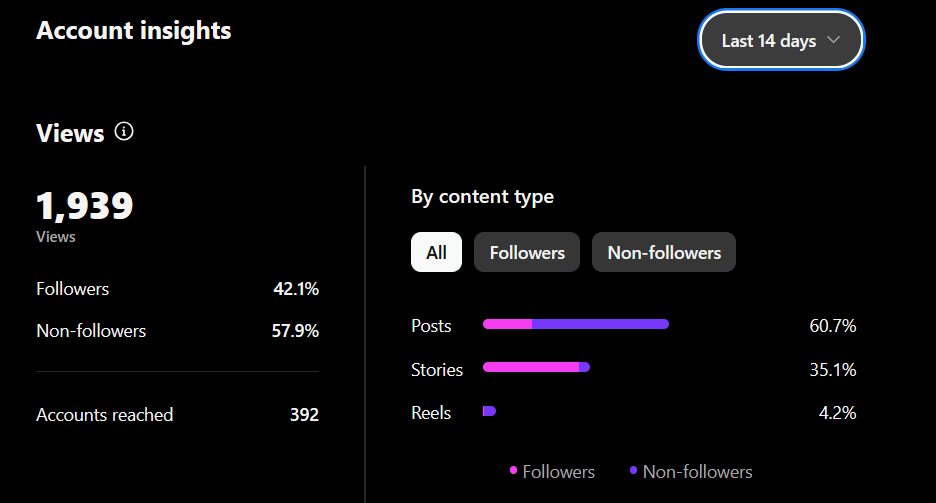 Account insights
Last 14 days
Views
1,939
Views
Followers 42.1%
Non-followers 57.9%
Accounts reached 392
By content type
All Followers Non-followers
Posts 60.7%
Stories 35.1%
Reels 4.2%
Followers Non-followers